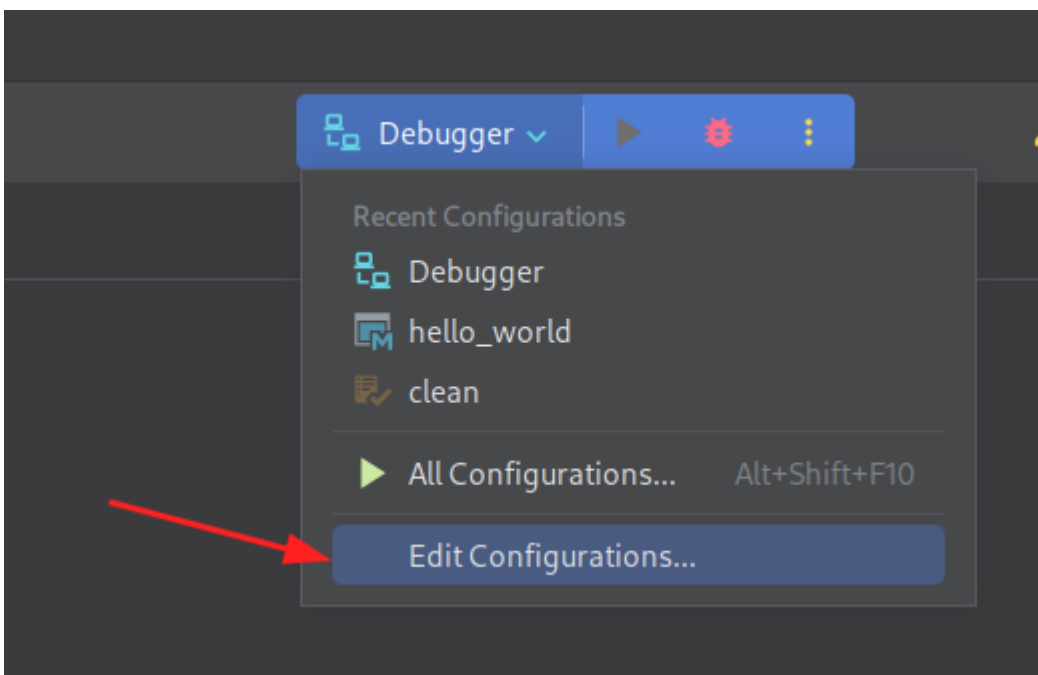 Debugger
Recent Configurations
Debugger
hello_world
clean
All Configurations... Alt+Shift+F10
Edit Configurations...